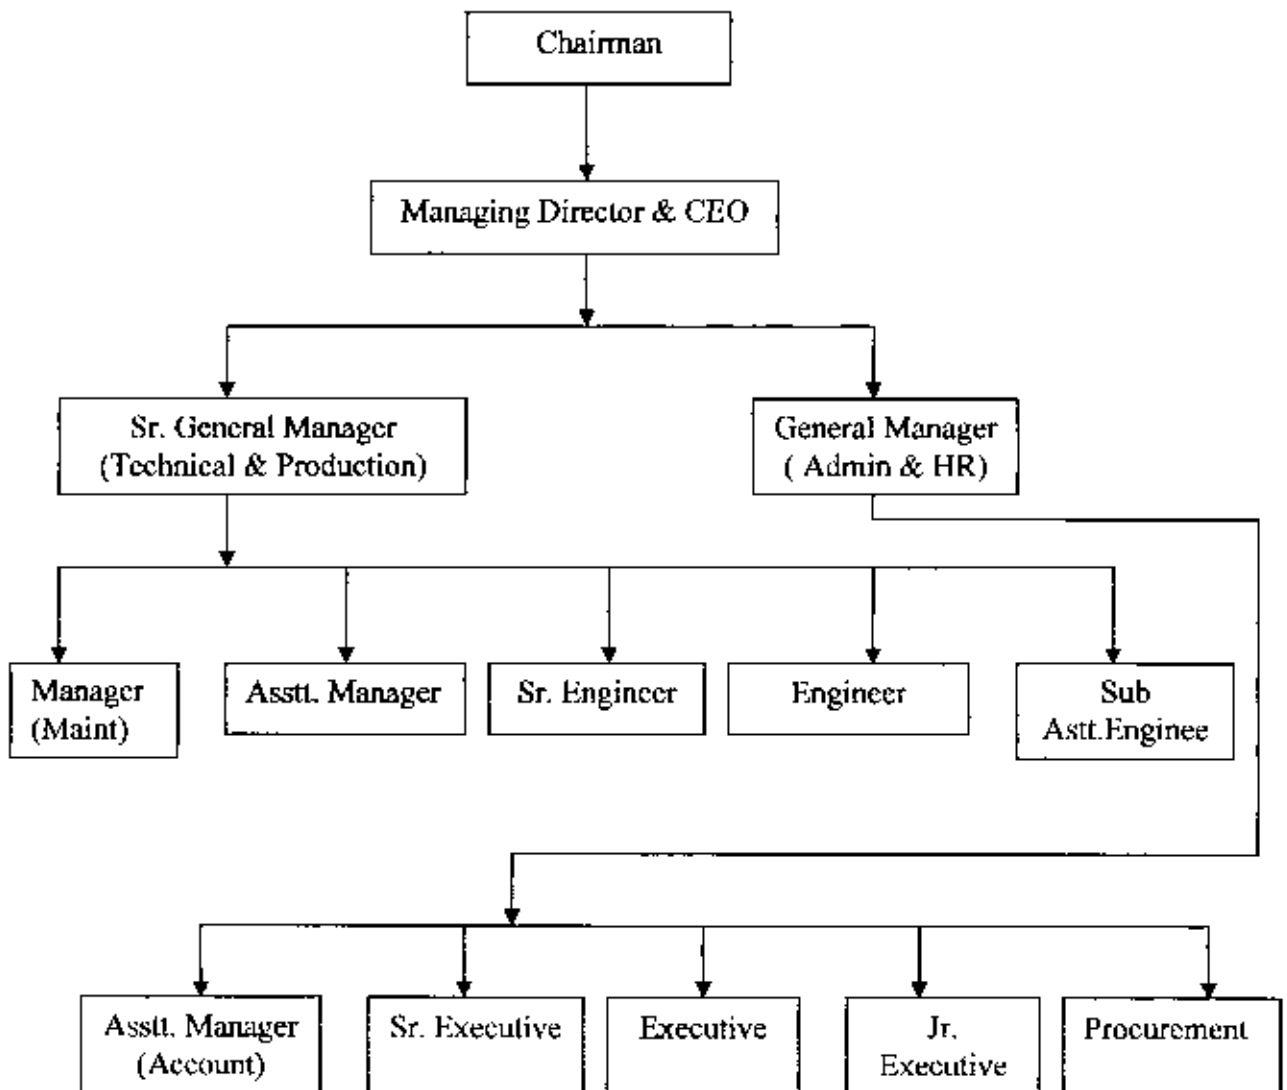 Chairman
Managing Director & CEO
Sr. General Manager
(Technical & Production)
General Manager
( Admin & HR)
Manager
(Maint)
Asstt. Manager
Sr. Engineer
Engineer
Sub
Astt.Enginee
Asstt. Manager
(Account)
Sr. Executive
Executive
Jr.
Executive
Procurement